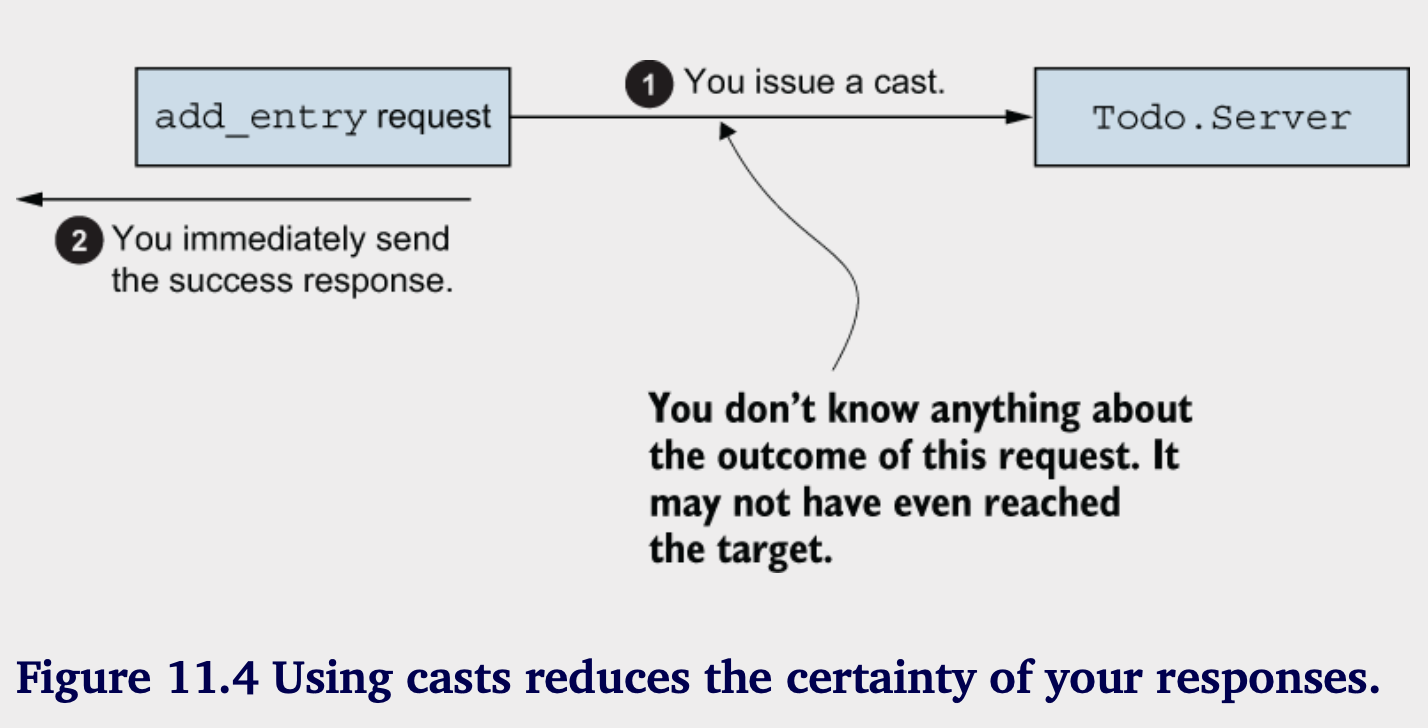 1 You issue a cast.
add_entry request
Todo.Server
2 You immediately send
the success response.
You don’t know anything about
the outcome of this request. It
may not have even reached
the target.
Figure 11.4 Using casts reduces the certainty of your responses.